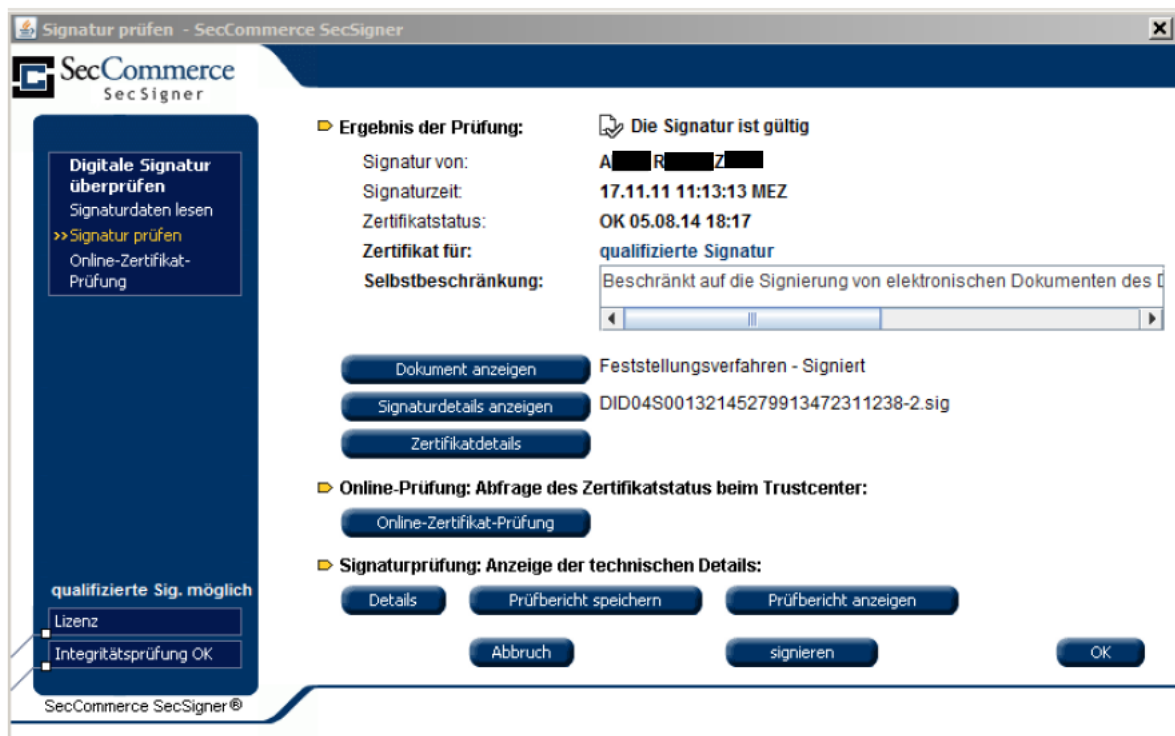 Signatur prüfen - SecCommerce SecSigner
SecCommerce
SecSigner
Digitale Signatur
überprüfen
Signaturdaten lesen
>>Signatur prüfen
Online-Zertifikat-
Prüfung
qualifizierte Sig. möglich
Lizenz
Integritätsprüfung OK
SecCommerce SecSigner®
Ergebnis der Prüfung: Die Signatur ist gültig
Signatur von: A R Z
Signaturzeit: 17.11.11 11:13:13 MEZ
Zertifikatstatus: OK 05.08.14 18:17
Zertifikat für: qualifizierte Signatur
Selbstbeschränkung: Beschränkt auf die Signierung von elektronischen Dokumenten des
Dokument anzeigen Feststellungsverfahren - Signiert
Signaturdetails anzeigen DID04S00132145279913472311238-2.sig
Zertifikatdetails
Online-Prüfung: Abfrage des Zertifikatstatus beim Trustcenter:
Online-Zertifikat-Prüfung
Signaturprüfung: Anzeige der technischen Details:
Details Prüfbericht speichern Prüfbericht anzeigen
Abbruch signieren OK